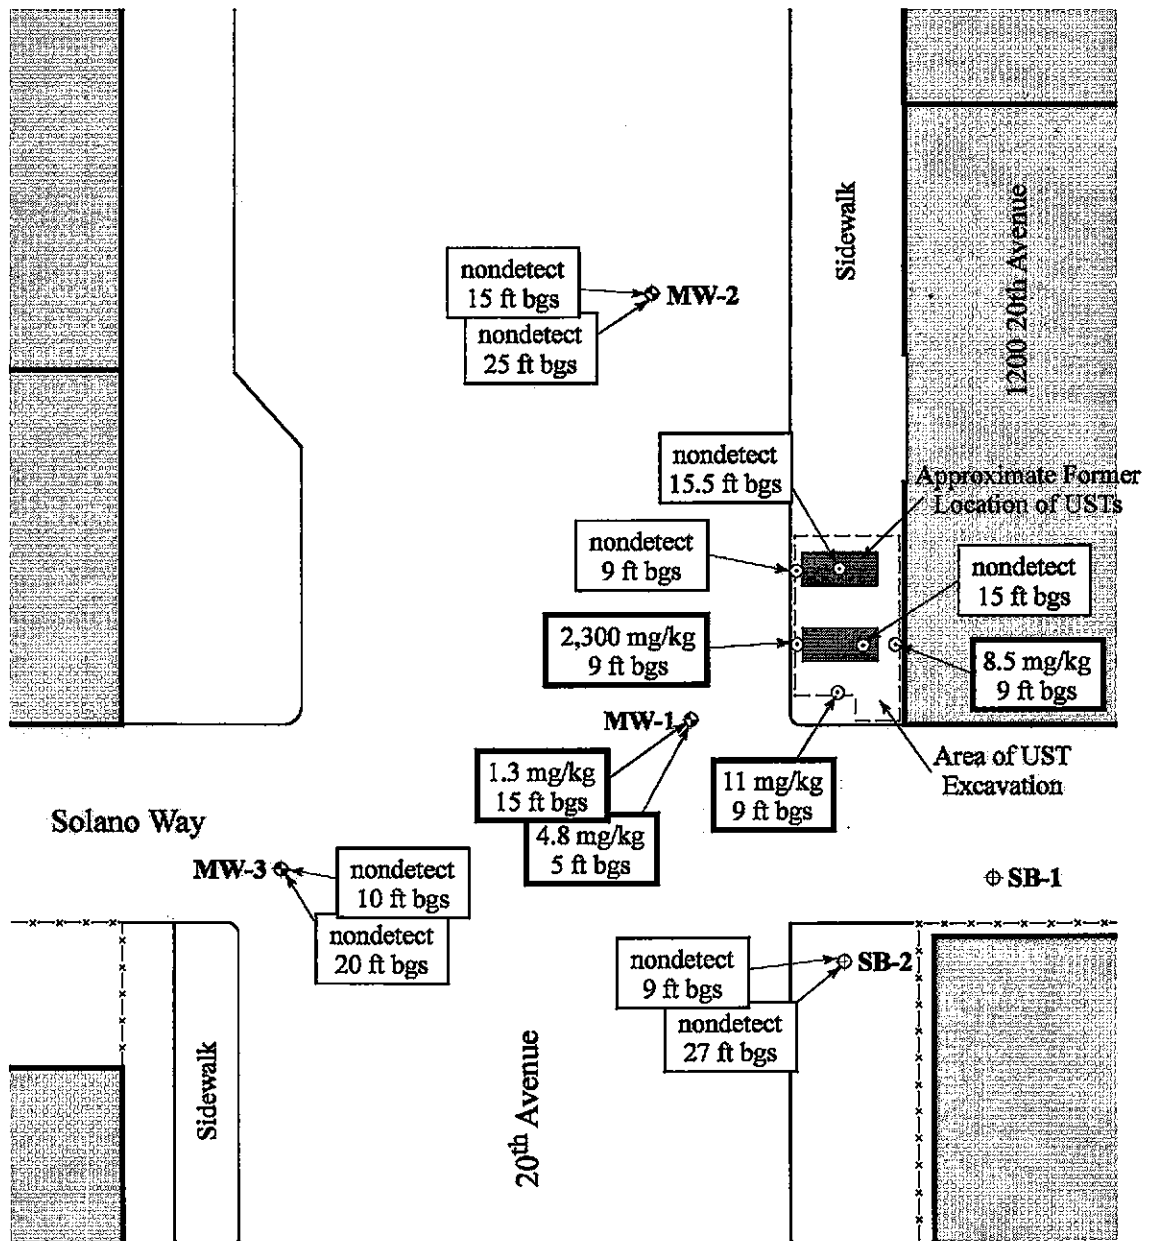 Sidewalk
1200 20th Avenue
nondetect
15 ft bgs
MW-2
nondetect
25 ft bgs
nondetect
15.5 ft bgs
Approximate Former
Location of USTs
nondetect
9 ft bgs
nondetect
15 ft bgs
2,300 mg/kg
9 ft bgs
8.5 mg/kg
9 ft bgs
MW-1
Area of UST
Excavation
1.3 mg/kg
15 ft bgs
11 mg/kg
9 ft bgs
4.8 mg/kg
5 ft bgs
Solano Way
MW-3
nondetect
10 ft bgs
SB-1
nondetect
20 ft bgs
nondetect
9 ft bgs
SB-2
nondetect
27 ft bgs
Sidewalk
20th Avenue